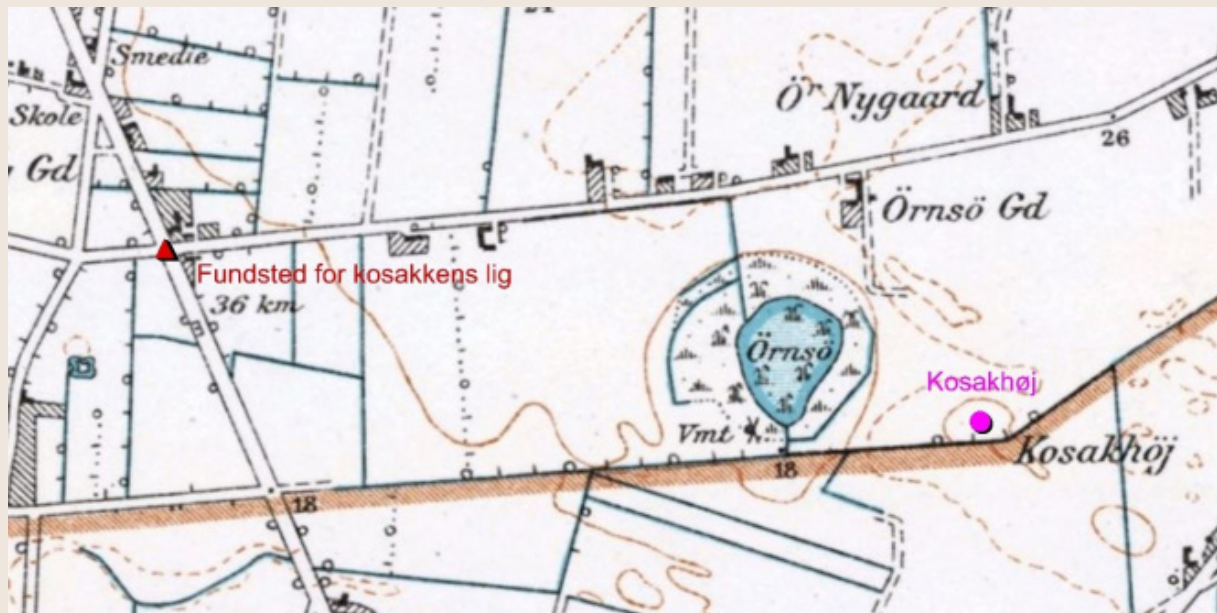 Smedie
Skole
Gd
Ör Nygaard
26
Örnsö Gd
Fundsted for kosakkens lig
36 km
Örnsö
Kosakhøj
Vmt
Kosakhöj
18
18